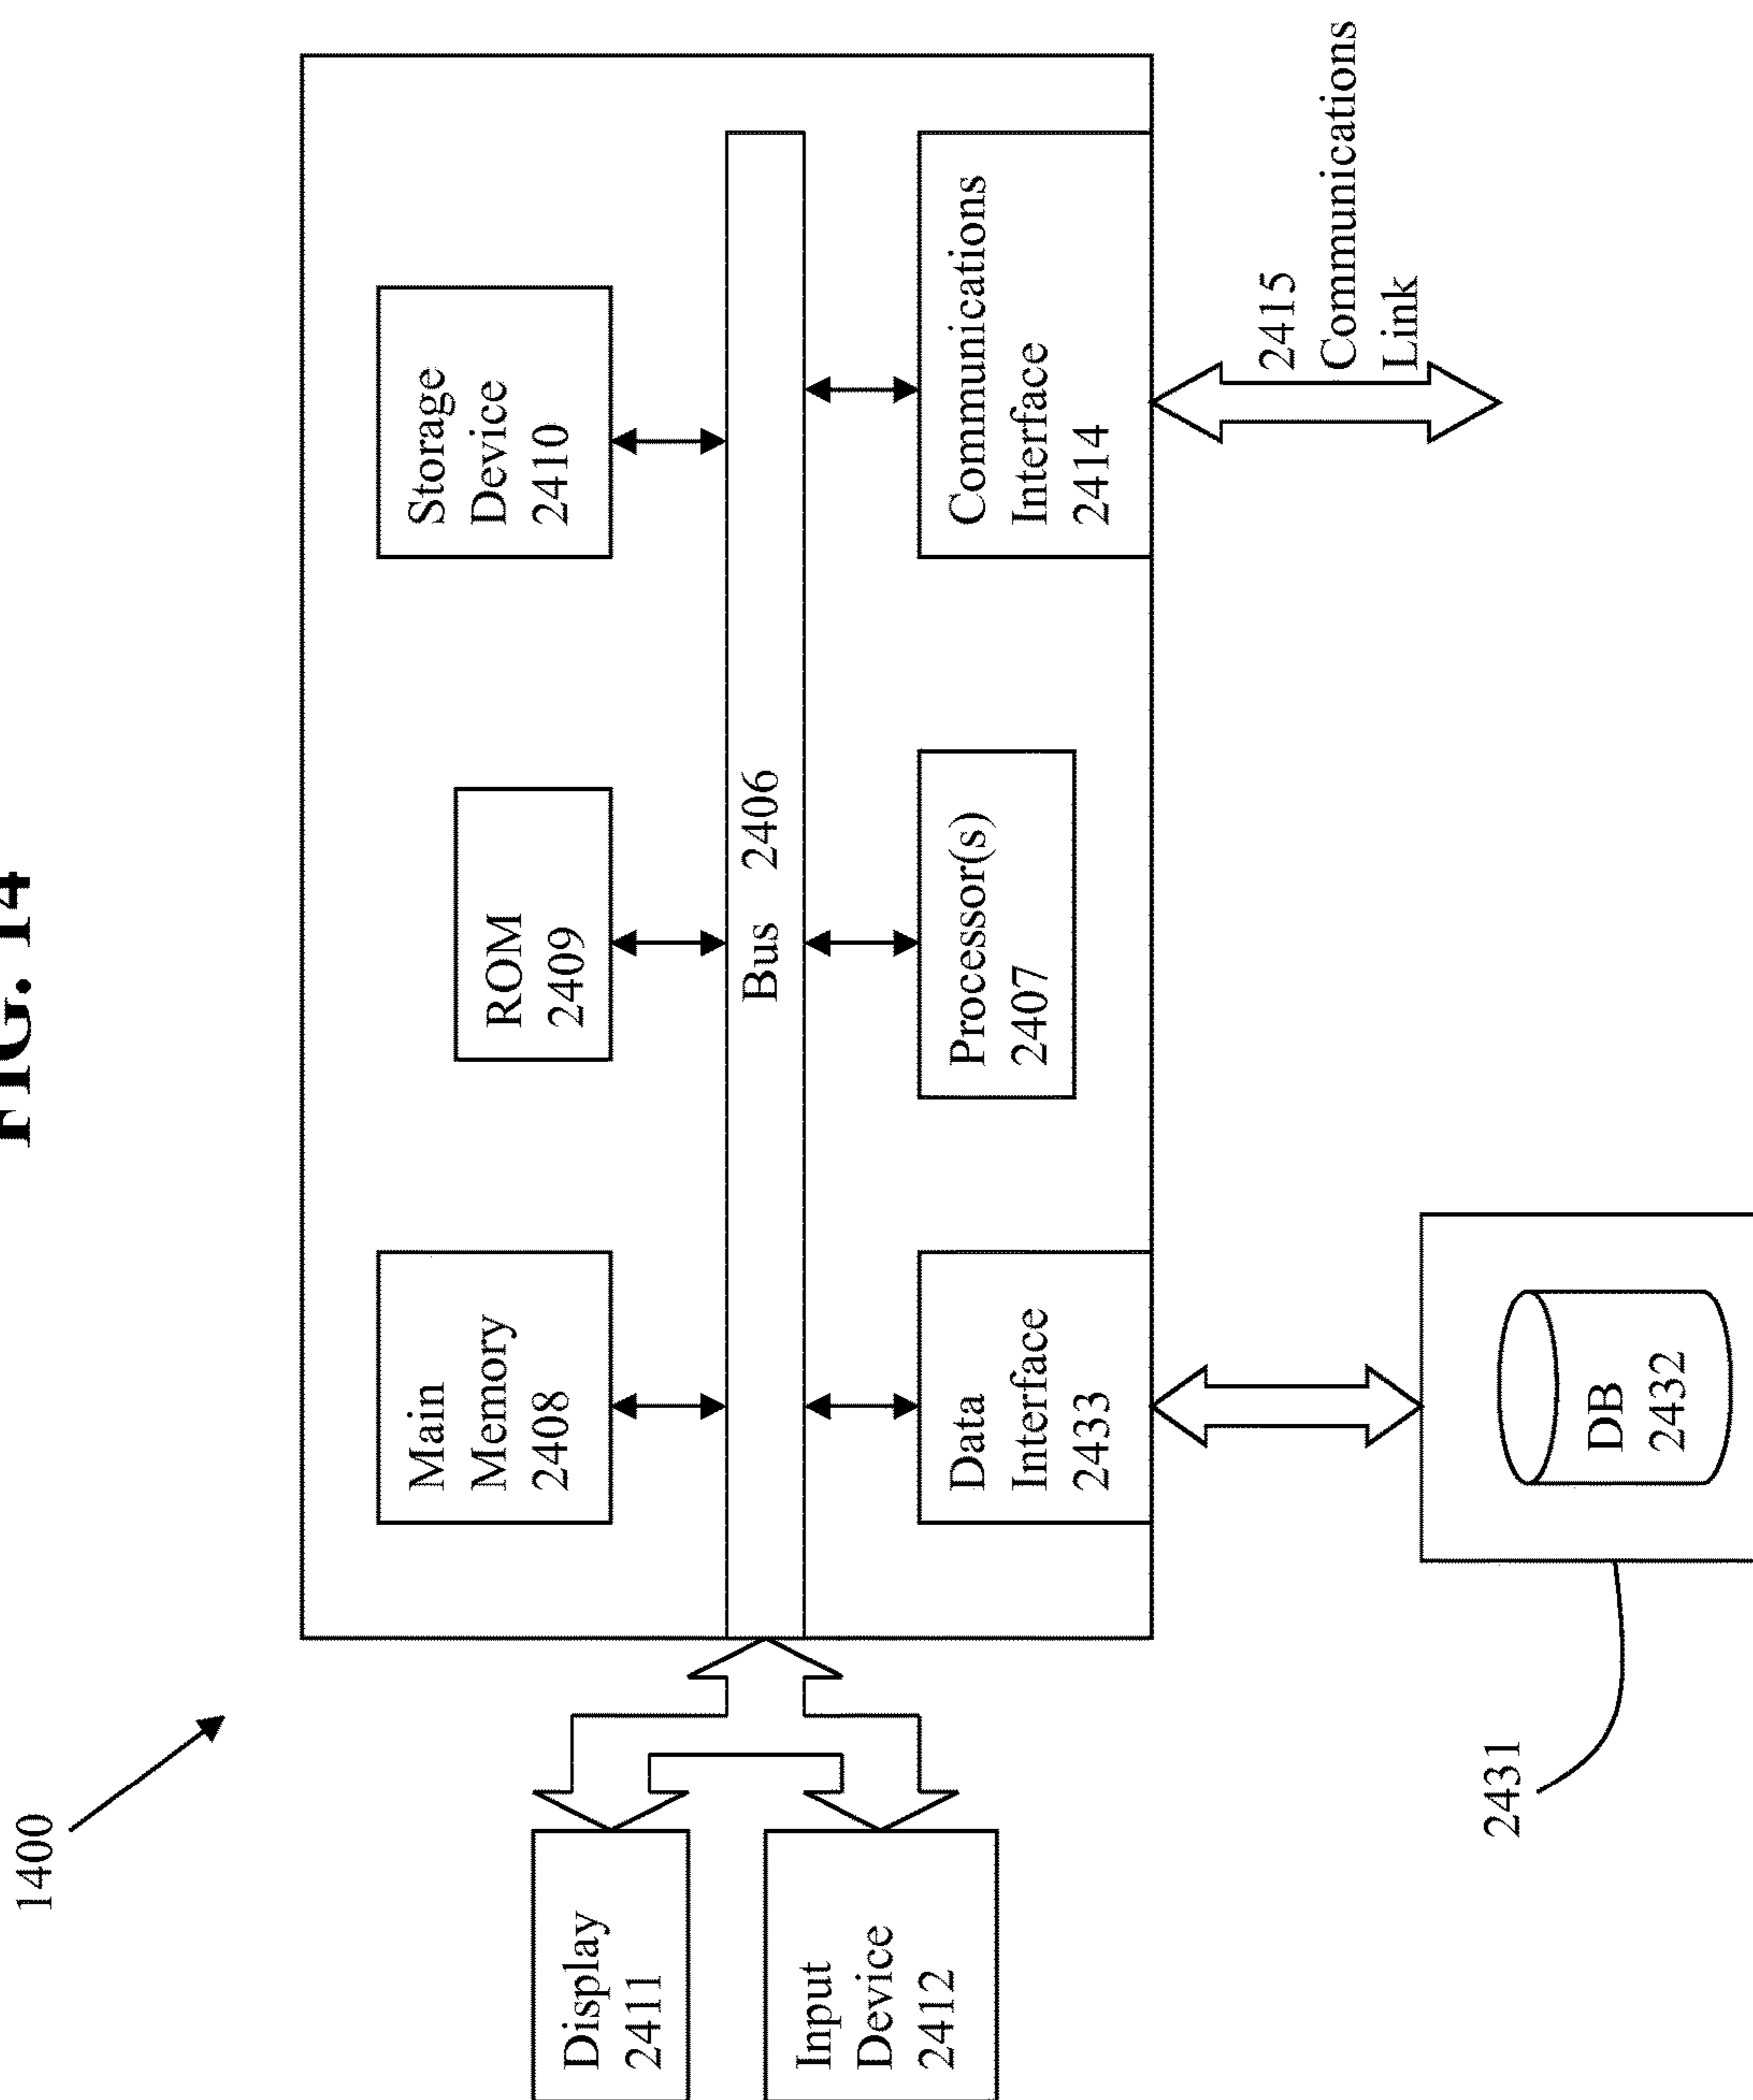 FIG. 14
1400
Main
Memory
2408
ROM
2409
Storage
Device
2410
Display
2411
Bus 2406
Input
Device
2412
Data
Interface
2433
Processor(s)
2407
Communications
Interface
2414
2415
Communications
Link
2431
DB
2432